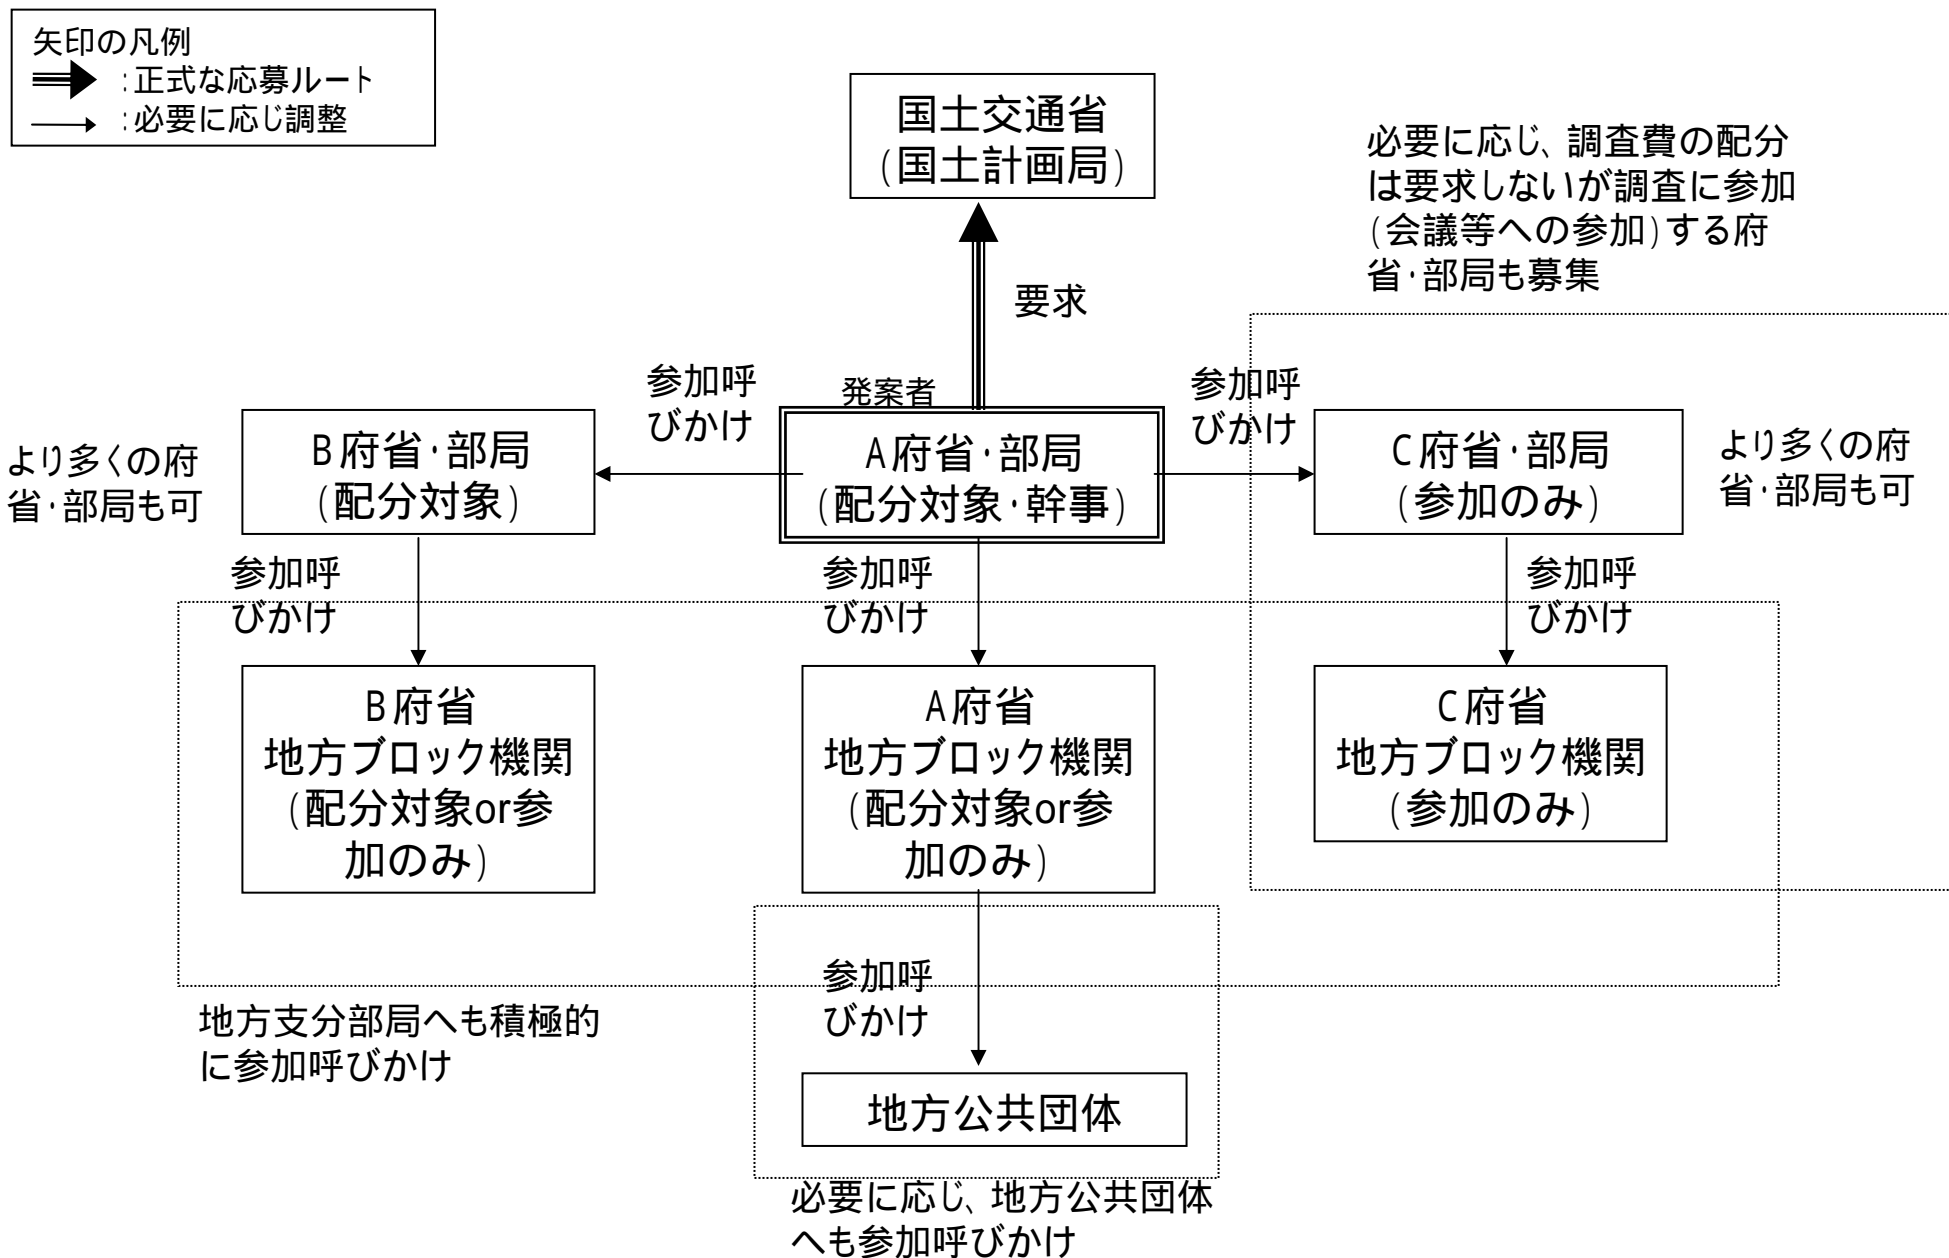 矢印の凡例
:正式な応募ルート
:必要に応じ調整
国土交通省
(国土計画局)
必要に応じ、調査費の配分
は要求しないが調査に参加
(会議等への参加)する府
省・部局も募集
要求
参加呼
びかけ
発案者
参加呼
びかけ
より多くの府
省・部局も可
B府省・部局
(配分対象)
A府省・部局
(配分対象・幹事)
C府省・部局
(参加のみ)
より多くの府
省・部局も可
参加呼
びかけ
参加呼
びかけ
参加呼
びかけ
B府省
地方ブロック機関
(配分対象or参
加のみ)
A府省
地方ブロック機関
(配分対象or参
加のみ)
C府省
地方ブロック機関
(参加のみ)
参加呼
びかけ
地方支分部局へも積極的
に参加呼びかけ
地方公共団体
必要に応じ、地方公共団体
へも参加呼びかけ